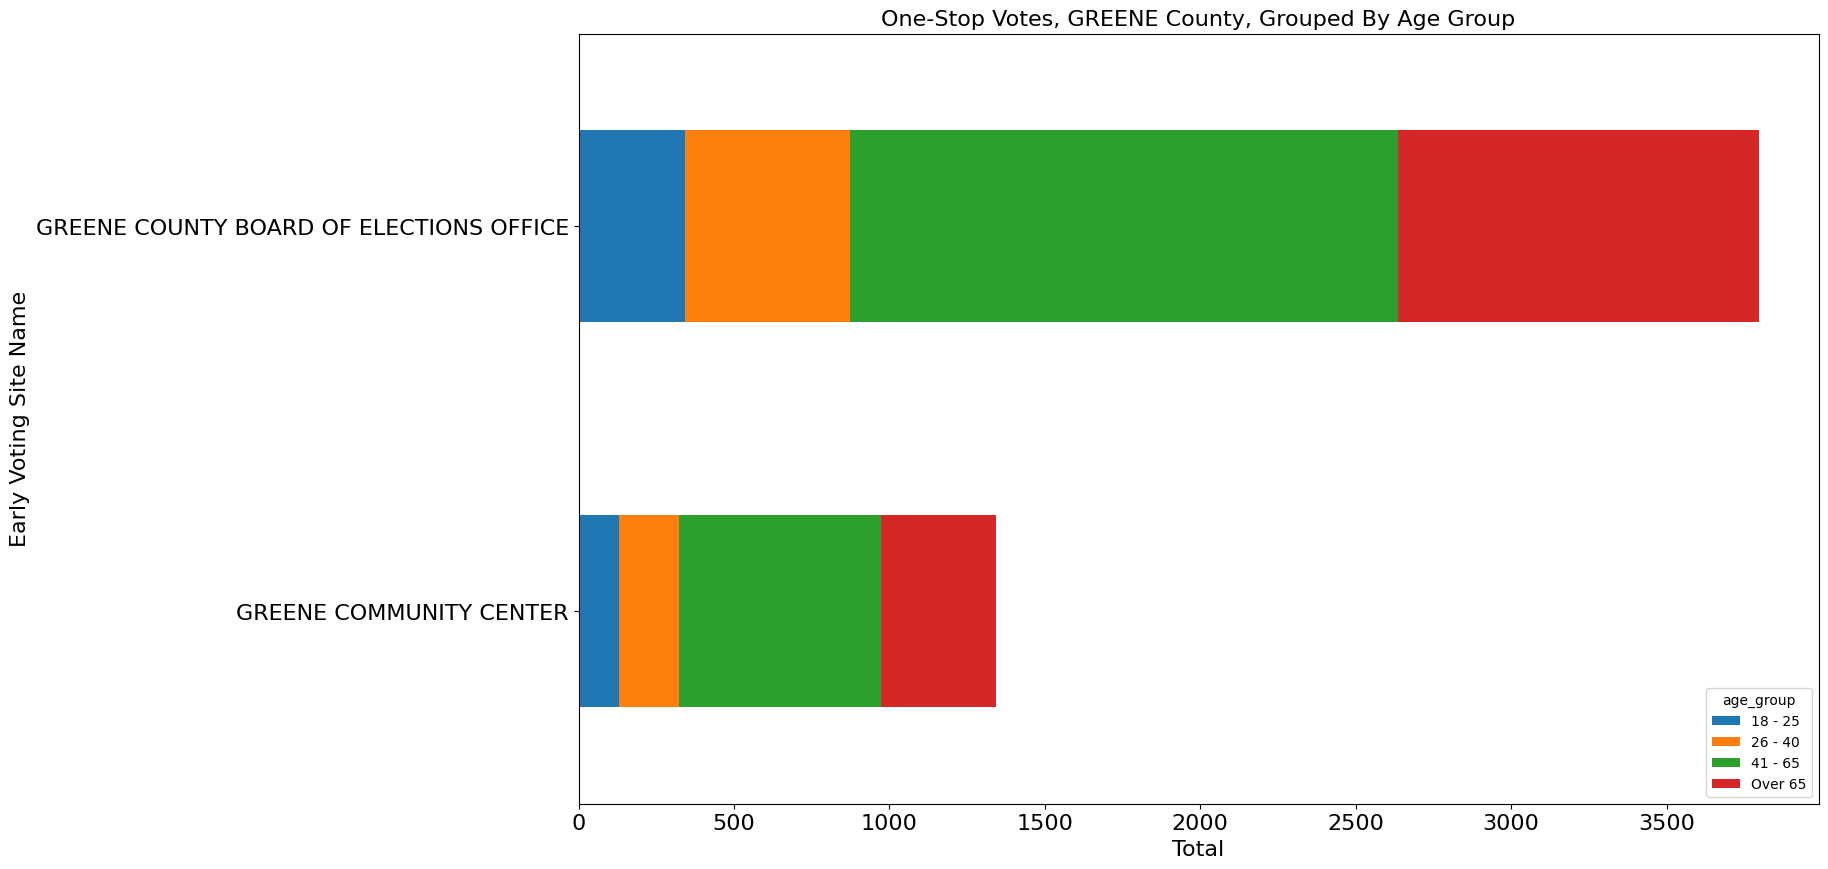 One-Stop Votes, GREENE County, Grouped By Age Group
Early Voting Site Name
GREENE COUNTY BOARD OF ELECTIONS OFFICE
GREENE COMMUNITY CENTER
age_group
18 - 25
26 - 40
41 - 65
Over 65
0 500 1000 1500 2000 2500 3000 3500
Total